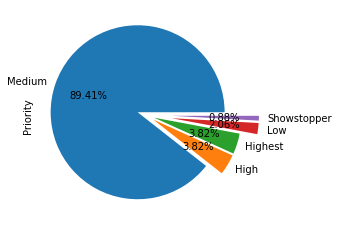 Medium
89.41%
Priority
0.88%
Showstopper
2.06%
Low
3.82%
Highest
3.82%
High